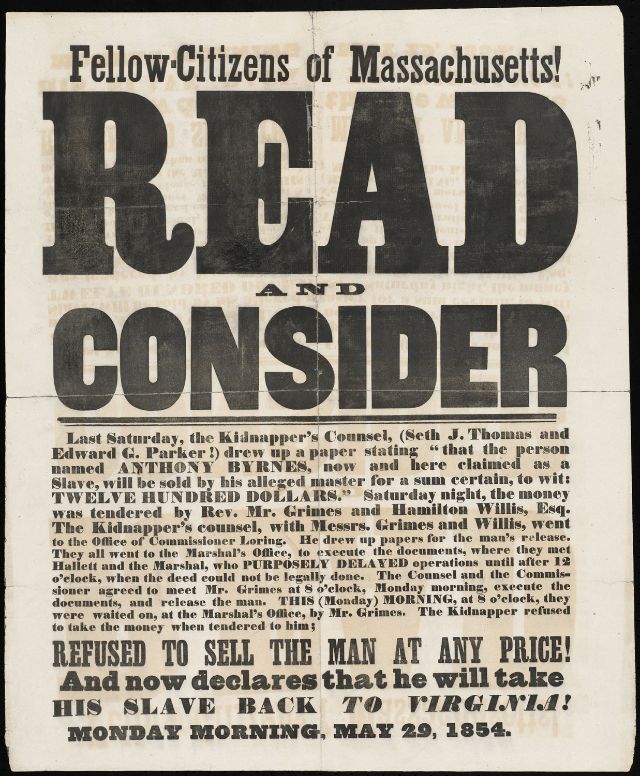 Fellow-Citizens of Massachusetts!
READ
AND
CONSIDER
Last Saturday, the Kidnapper's Counsel, (Seth J. Thomas and
Edward G. Parker!) drew up a paper stating "that the person
named ANTHONY BYRNES, now and here claimed as a
Slave, will be sold by his alleged master for a sum certain, to wit:
TWELVE HUNDRED DOLLARS." Saturday night, the money
was tendered by Rev. Mr. Grimes and Hamilton Willis, Esq.
The Kidnapper's counsel, with Messrs. Grimes and Willis, went
to the Office of Commissioner Loring. He drew up papers for the man's release.
They all went to the Marshal's Office, to execute the documents, where they met
Hallett and the Marshal, who PURPOSELY DELAYED operations until after 12
o'clock, when the deed could not be legally done. The Counsel and the Commis-
sioner agreed to meet Mr. Grimes at 8 o'clock, Monday morning, execute the
documents, and release the man. THIS (Monday) MORNING, at 8 o'clock, they
were waited on, at the Marshal's Office, by Mr. Grimes. The Kidnapper refused
to take the money when tendered to him;
REFUSED TO SELL THE MAN AT ANY PRICE!
And now declares that he will take
HIS SLAVE BACK TO VIRGINIA!
MONDAY MORNING, MAY 29, 1854.